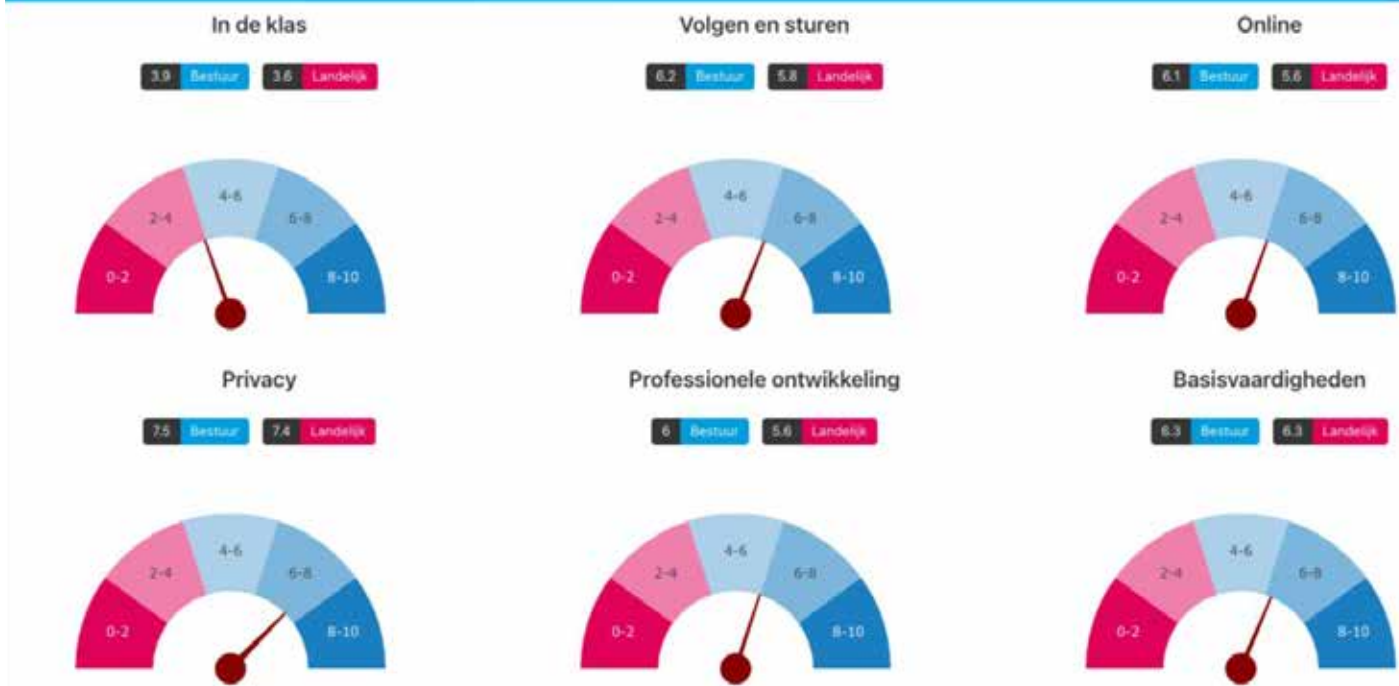 In de klas
3.9 Bestuur 3.6 Landelijk
4-6
2-4 6-8
0-2 8-10
Volgen en sturen
6.2 Bestuur 5.8 Landelijk
4-6
2-4 6-8
0-2 8-10
Online
6.1 Bestuur 5.6 Landelijk
4-6
2-4 6-8
0-2 8-10
Privacy
7.5 Bestuur 7.4 Landelijk
4-6
2-4 6-8
0-2 8-10
Professionele ontwikkeling
6 Bestuur 5.6 Landelijk
4-6
2-4 6-8
0-2 8-10
Basisvaardigheden
6.3 Bestuur 6.3 Landelijk
4-6
2-4 6-8
0-2 8-10